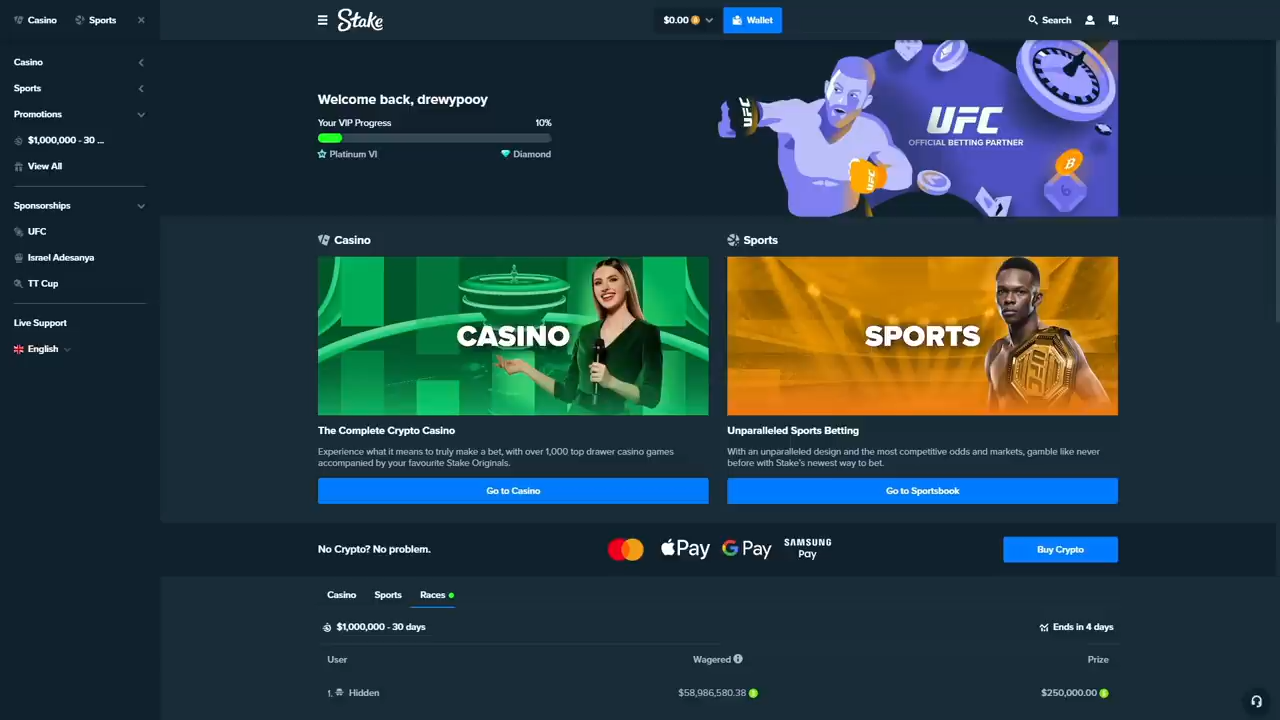 Casino
Sports
Stake
$0.00
Wallet
Search
Casino
Sports
Promotions
$1,000,000 - 30 ...
View All
Sponsorships
UFC
Israel Adesanya
TT Cup
Live Support
English
Welcome back, drewypooy
Your VIP Progress
10%
Platinum VI
Diamond
UFC
UFC
UFC
OFFICIAL BETTING PARTNER
Casino
CASINO
The Complete Crypto Casino
Experience what it means to truly make a bet, with over 1,000 top drawer casino games
accompanied by your favourite Stake Originals.
Go to Casino
Sports
SPORTS
UFC
Unparalleled Sports Betting
With an unparalleled design and the most competitive odds and markets, gamble like never
before with Stake's newest way to bet.
Go to Sportsbook
No Crypto? No problem.
Pay
G Pay
SAMSUNG
Pay
Buy Crypto
Casino
Sports
Races
$1,000,000 - 30 days
Ends in 4 days
User
Wagered
Prize
1. Hidden
$58,986,580.38
$250,000.00